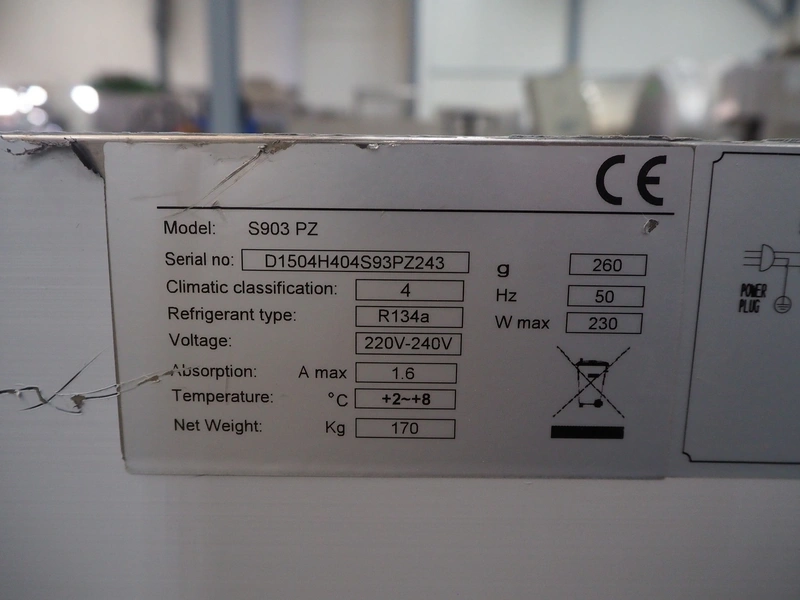 CE
Model: S903 PZ
Serial no: D1504H404S93PZ243 g 260
Climatic classification: 4 Hz 50
Refrigerant type: R134a W max 230
Voltage: 220V-240V
Absorption: A max 1.6
Temperature: °C +2~+8
Net Weight: Kg 170
POWER
PLUG